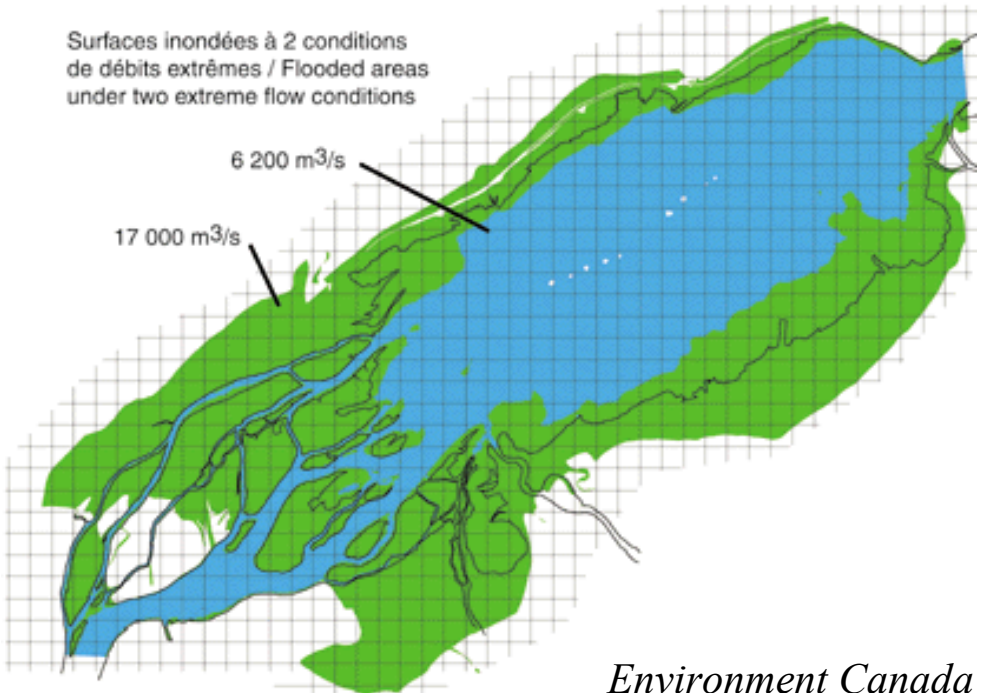 Surfaces inondées à 2 conditions
de débits extrêmes / Flooded areas
under two extreme flow conditions
6 200 m3/s
17 000 m3/s
Environment Canada